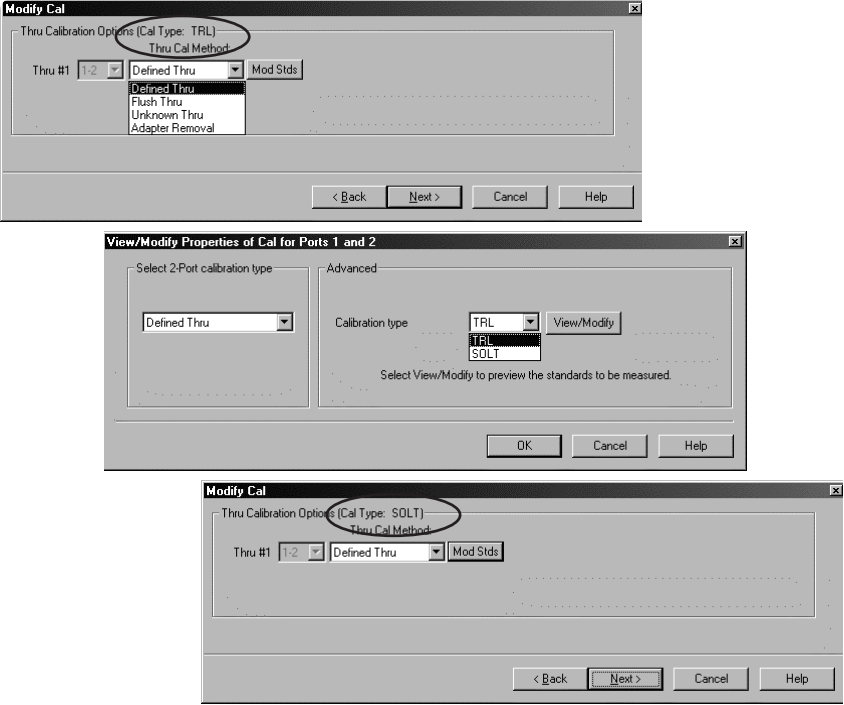 Modify Cal
Thru Calibration Options (Cal Type: TRL)
Thru Cal Method:
Thru #1 1-2 Defined Thru Mod Stds
Defined Thru
Flush Thru
Unknown Thru
Adapter Removal
< Back Next > Cancel Help
View/Modify Properties of Cal for Ports 1 and 2
Select 2-Port calibration type
Defined Thru
Advanced
Calibration type TRL View/Modify
TRL
SOLT
Select View/Modify to preview the standards to be measured.
OK Cancel Help
Modify Cal
Thru Calibration Options (Cal Type: SOLT)
Thru Cal Method:
Thru #1 1-2 Defined Thru Mod Stds
< Back Next > Cancel Help